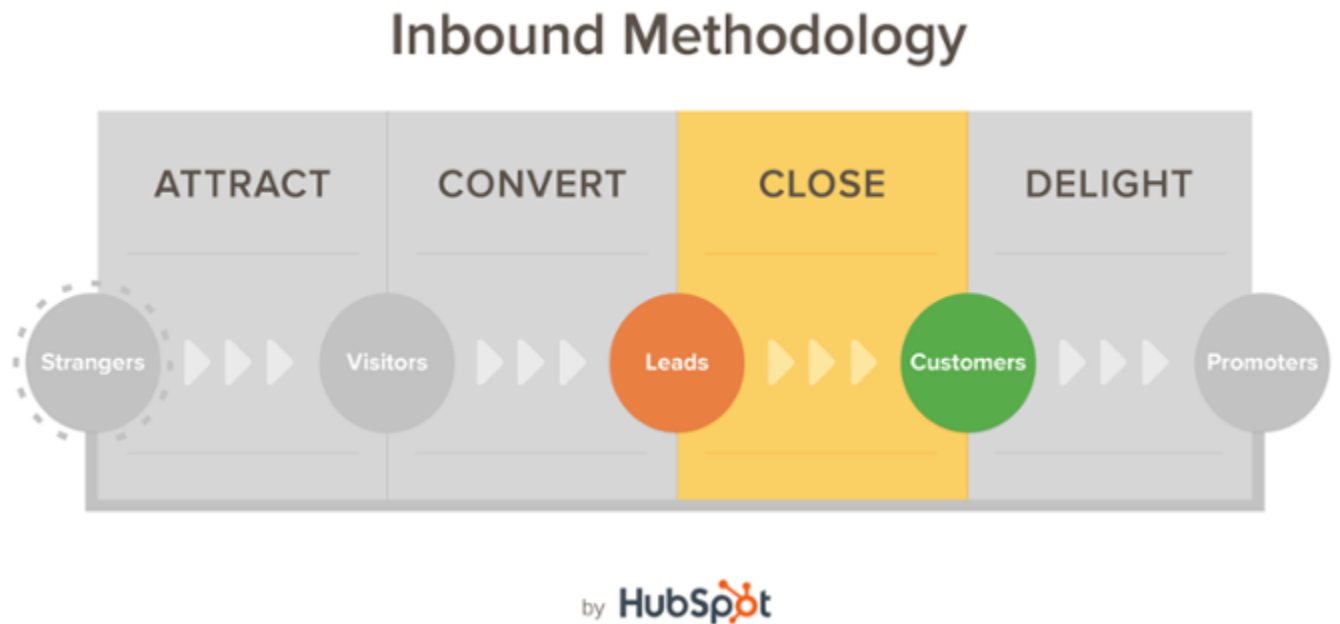 Inbound Methodology
ATTRACT CONVERT CLOSE DELIGHT
Strangers Visitors Leads Customers Promoters
by HubSpot